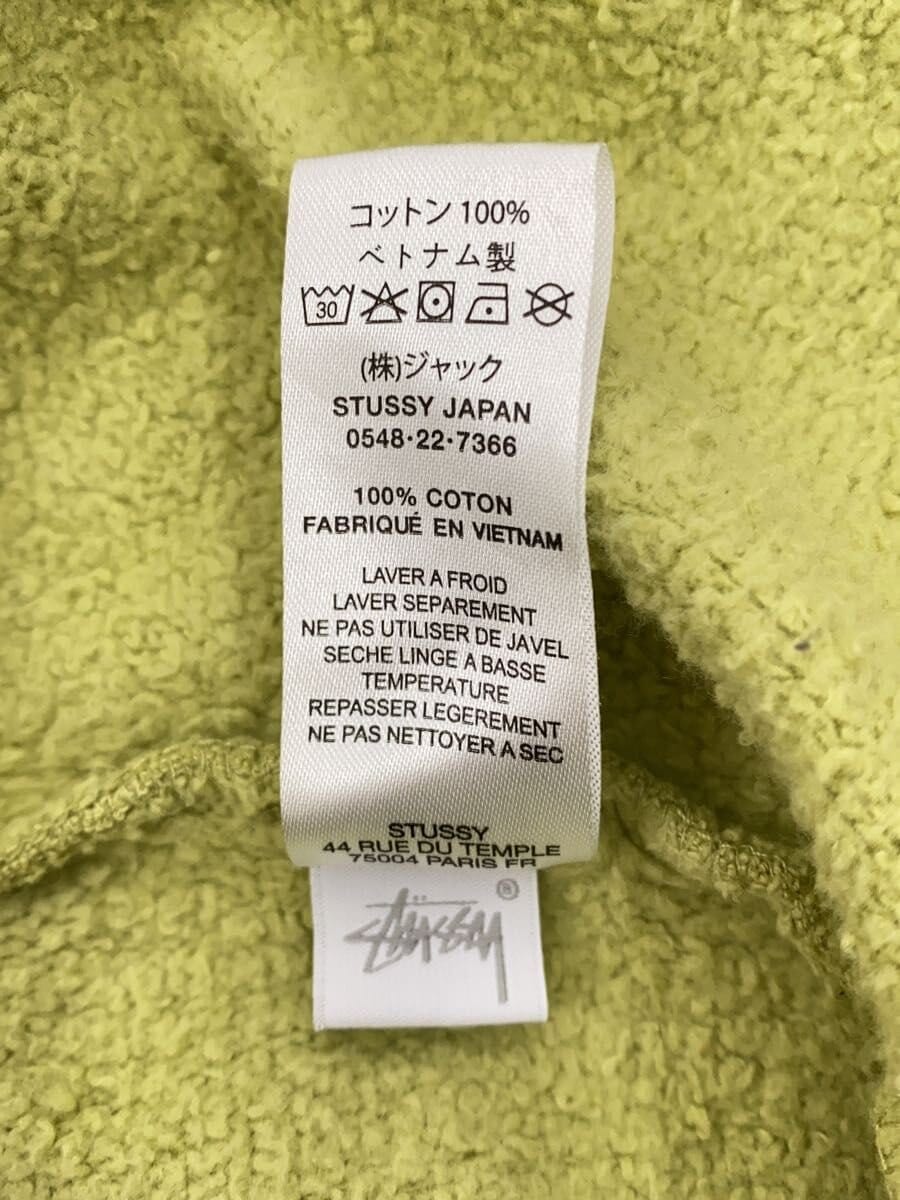 コットン 100%
ベトナム製
30
(株)ジャック
STUSSY JAPAN
0548·22·7366
100% COTON
FABRIQUÉ EN VIETNAM
LAVER A FROID
LAVER SEPAREMENT
NE PAS UTILISER DE JAVEL
SECHE LINGE A BASSE
TEMPERATURE
REPASSER LEGEREMENT
NE PAS NETTOYER A SEC
STUSSY
44 RUE DU TEMPLE
75004 PARIS FR
Stüssy ®